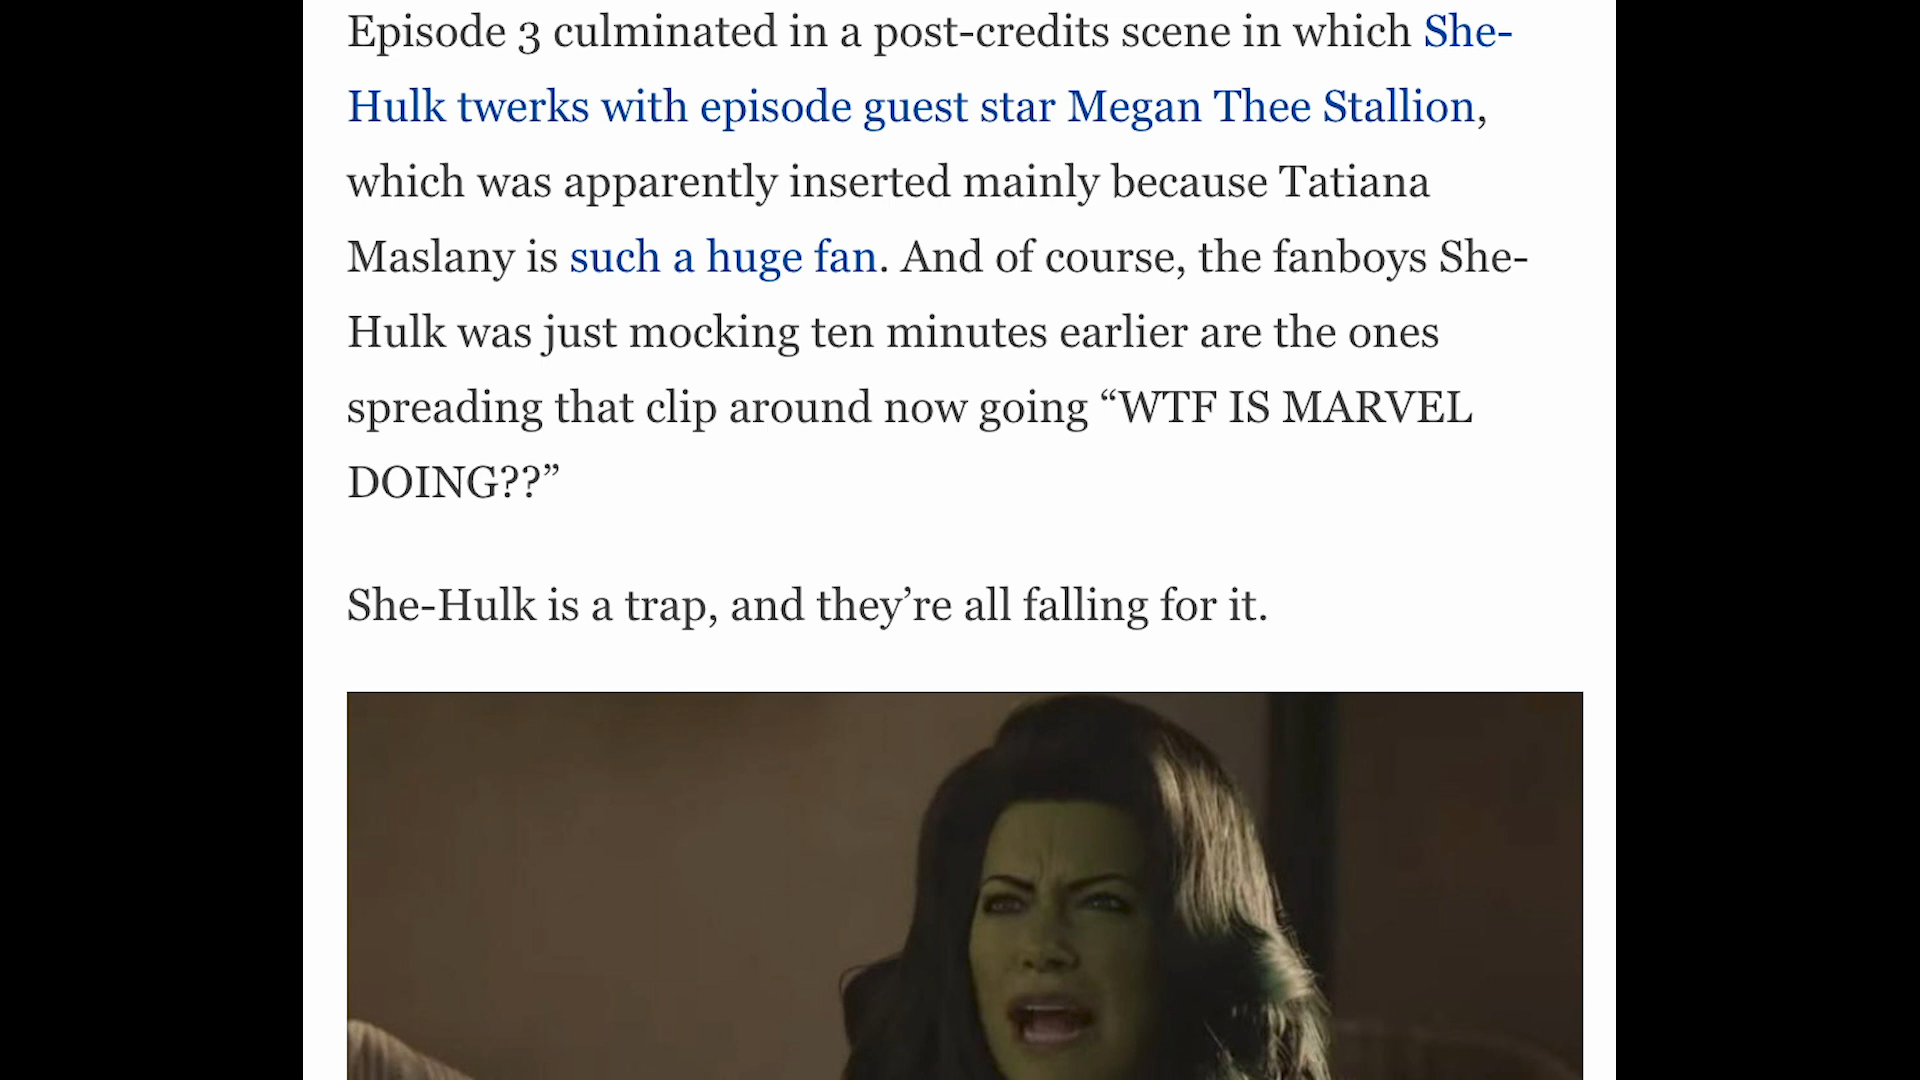 Episode 3 culminated in a post-credits scene in which She-
Hulk twerks with episode guest star Megan Thee Stallion,
which was apparently inserted mainly because Tatiana
Maslany is such a huge fan. And of course, the fanboys She-
Hulk was just mocking ten minutes earlier are the ones
spreading that clip around now going “WTF IS MARVEL
DOING??”
She-Hulk is a trap, and they’re all falling for it.